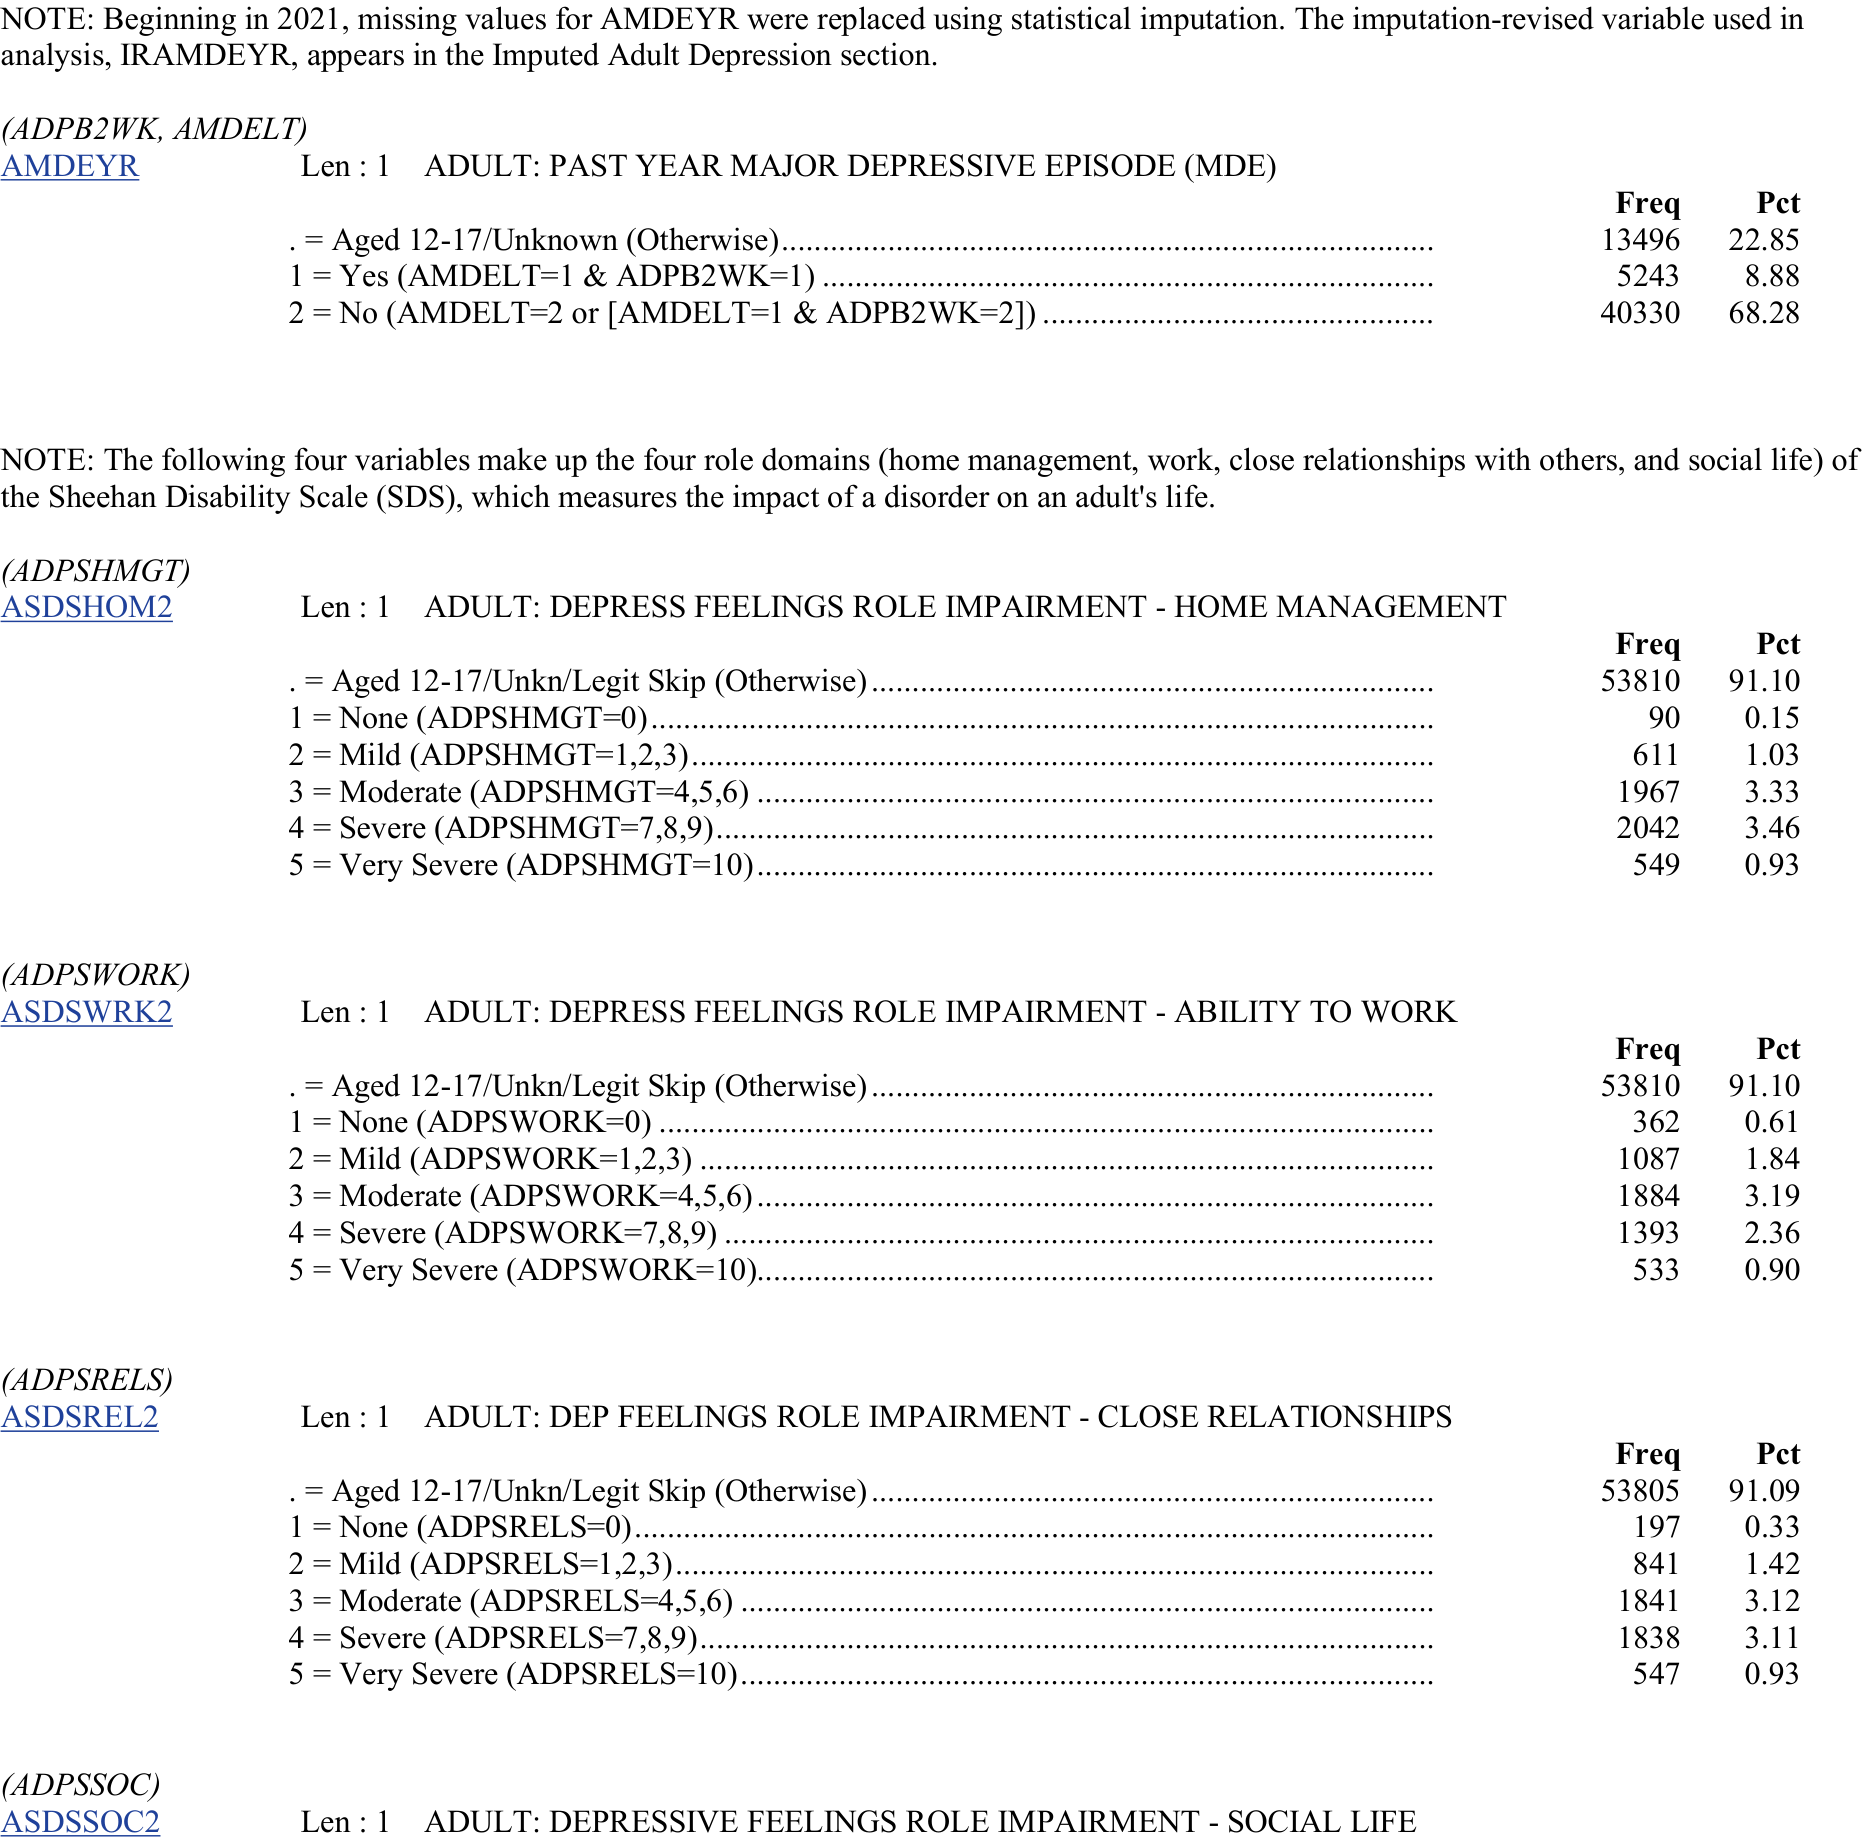 NOTE: Beginning in 2021, missing values for AMDEYR were replaced using statistical imputation. The imputation-revised variable used in
analysis, IRAMDEYR, appears in the Imputed Adult Depression section.
(ADPB2WK, AMDELT)
AMDEYR Len : 1 ADULT: PAST YEAR MAJOR DEPRESSIVE EPISODE (MDE)
Freq Pct
. = Aged 12-17/Unknown (Otherwise)................................................................................ 13496 22.85
1 = Yes (AMDELT=1 & ADPB2WK=1) ........................................................................... 5243 8.88
2 = No (AMDELT=2 or [AMDELT=1 & ADPB2WK=2]) ................................................ 40330 68.28
NOTE: The following four variables make up the four role domains (home management, work, close relationships with others, and social life) of
the Sheehan Disability Scale (SDS), which measures the impact of a disorder on an adult's life.
(ADPSHMGT)
ASDSHOM2 Len : 1 ADULT: DEPRESS FEELINGS ROLE IMPAIRMENT - HOME MANAGEMENT
Freq Pct
. = Aged 12-17/Unkn/Legit Skip (Otherwise)..................................................................... 53810 91.10
1 = None (ADPSHMGT=0)................................................................................................ 90 0.15
2 = Mild (ADPSHMGT=1,2,3)........................................................................................... 611 1.03
3 = Moderate (ADPSHMGT=4,5,6) ................................................................................... 1967 3.33
4 = Severe (ADPSHMGT=7,8,9)........................................................................................ 2042 3.46
5 = Very Severe (ADPSHMGT=10)................................................................................... 549 0.93
(ADPSWORK)
ASDSWRK2 Len : 1 ADULT: DEPRESS FEELINGS ROLE IMPAIRMENT - ABILITY TO WORK
Freq Pct
. = Aged 12-17/Unkn/Legit Skip (Otherwise)..................................................................... 53810 91.10
1 = None (ADPSWORK=0) ............................................................................................... 362 0.61
2 = Mild (ADPSWORK=1,2,3) .......................................................................................... 1087 1.84
3 = Moderate (ADPSWORK=4,5,6)................................................................................... 1884 3.19
4 = Severe (ADPSWORK=7,8,9) ....................................................................................... 1393 2.36
5 = Very Severe (ADPSWORK=10)................................................................................... 533 0.90
(ADPSRELS)
ASDSREL2 Len : 1 ADULT: DEP FEELINGS ROLE IMPAIRMENT - CLOSE RELATIONSHIPS
Freq Pct
. = Aged 12-17/Unkn/Legit Skip (Otherwise)..................................................................... 53805 91.09
1 = None (ADPSRELS=0).................................................................................................. 197 0.33
2 = Mild (ADPSRELS=1,2,3)............................................................................................. 841 1.42
3 = Moderate (ADPSRELS=4,5,6) ..................................................................................... 1841 3.12
4 = Severe (ADPSRELS=7,8,9).......................................................................................... 1838 3.11
5 = Very Severe (ADPSRELS=10)..................................................................................... 547 0.93
(ADPSSOC)
ASDSSOC2 Len : 1 ADULT: DEPRESSIVE FEELINGS ROLE IMPAIRMENT - SOCIAL LIFE